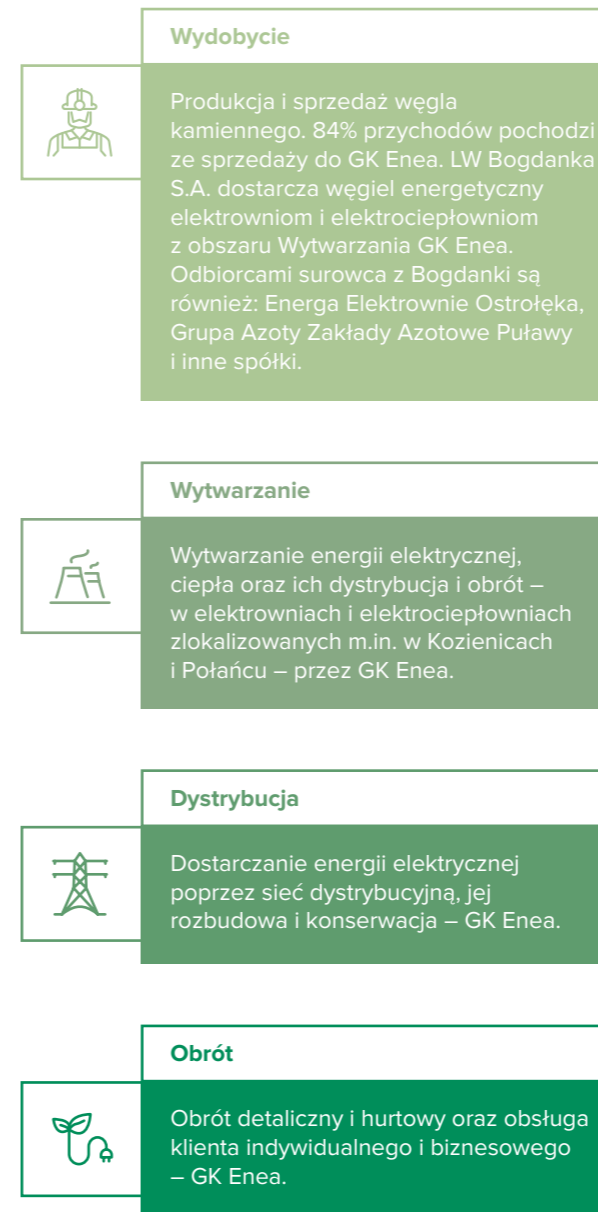 Wydobycie
Produkcja i sprzedaż węgla
kamiennego. 84% przychodów pochodzi
ze sprzedaży do GK Enea. LW Bogdanka
S.A. dostarcza węgiel energetyczny
elektrowniom i elektrociepłowniom
z obszaru Wytwarzania GK Enea.
Odbiorcami surowca z Bogdanki są
również: Energa Elektrownie Ostrołęka,
Grupa Azoty Zakłady Azotowe Puławy
i inne spółki.
Wytwarzanie
Wytwarzanie energii elektrycznej,
ciepła oraz ich dystrybucja i obrót –
w elektrowniach i elektrociepłowniach
zlokalizowanych m.in. w Kozienicach
i Połańcu – przez GK Enea.
Dystrybucja
Dostarczanie energii elektrycznej
poprzez sieć dystrybucyjną, jej
rozbudowa i konserwacja – GK Enea.
Obrót
Obrót detaliczny i hurtowy oraz obsługa
klienta indywidualnego i biznesowego
– GK Enea.